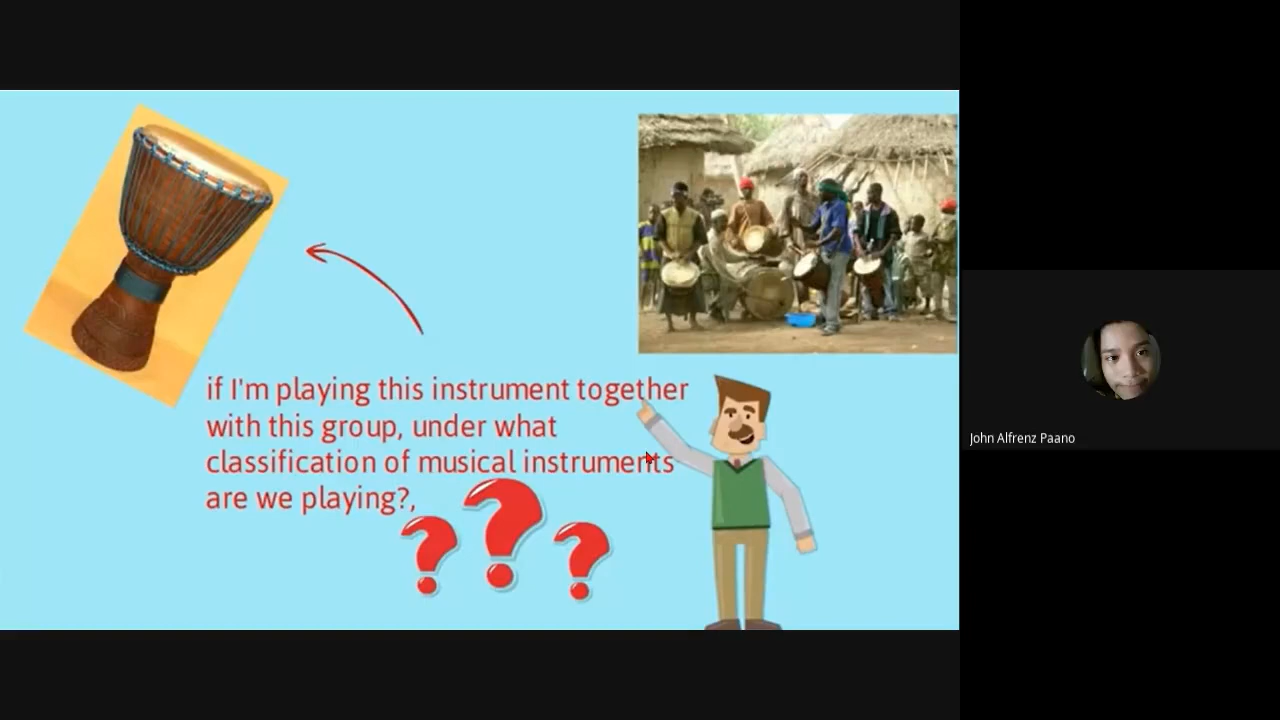 if I'm playing this instrument together
with this group, under what
classification of musical instruments
are we playing?,
???
John Alfrenz Paano